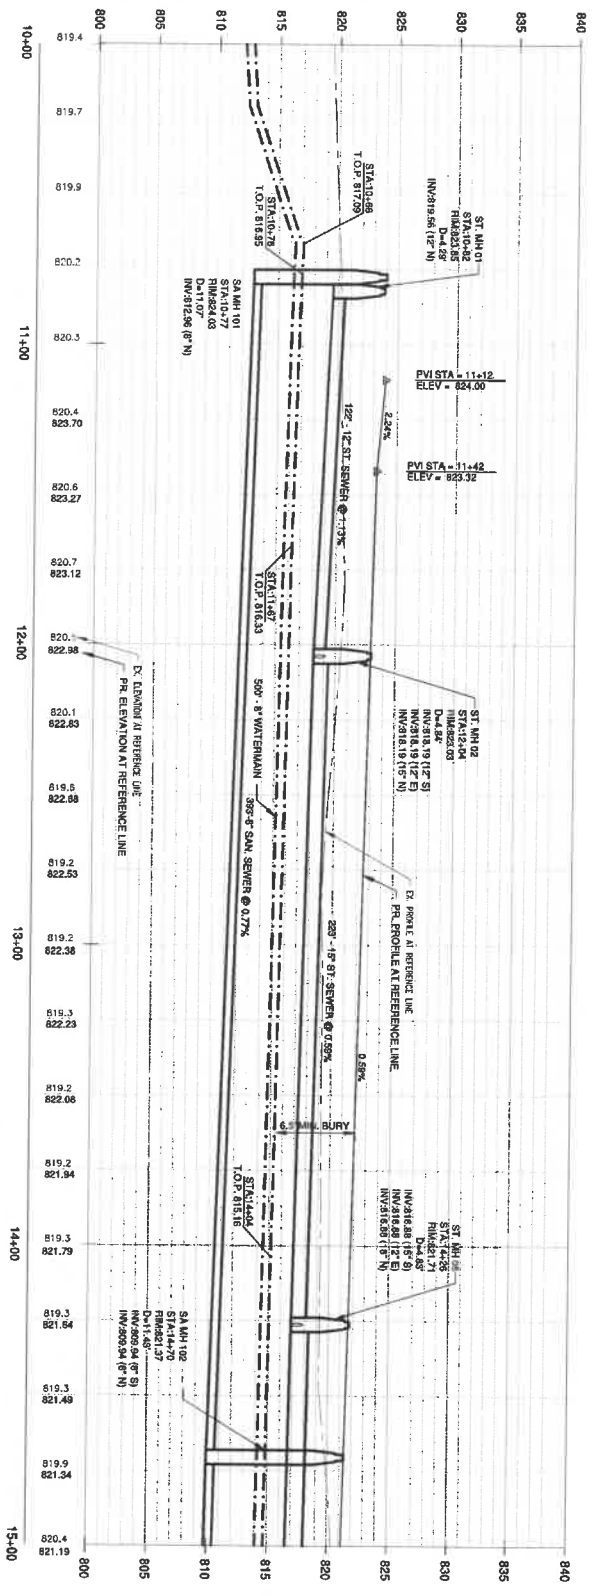 840
835
830
825
820
817
810
805
800
ST. MH 01
STA:10+82
RIM:823.85
D=4.29'
INV:819.56 (12" N)
STA:10+66
T.O.P. 817.09
STA:10+76
T.O.P. 816.95
SA MH 101
STA:10+77
RIM:824.03
D=11.07'
INV:812.96 (8" N)
PVI STA = 11+12
ELEV = 824.00
2.24%
PVI STA = 11+42
ELEV = 823.32
122' - 12" ST. SEWER @ 1.13%
STA:11+67
T.O.P. 816.33
ST. MH 02
STA:12+04
RIM:823.03'
D=4.84'
INV:818.19 (12" S)
INV:818.19 (12" E)
INV:818.19 (15" N)
500' - 8" WATERMAIN
393'-8" SAN. SEWER @ 0.77%
EX. ELEVATION AT REFERENCE LINE
PR. ELEVATION AT REFERENCE LINE
EX. PROFILE AT REFERENCE LINE
PR. PROFILE AT REFERENCE LINE
223' - 15" ST. SEWER @ 0.59%
0.59%
6.5' MIN. BURY
STA:14+04
T.O.P. 815.16
ST. MH
STA:14+26
RIM:821.71
D=4.83'
INV:816.88 (15" S)
INV:816.88 (12" E)
INV:816.88 (18" N)
SA MH 102
STA:14+70
RIM:821.37
D=11.43'
INV:809.94 (8" S)
INV:809.94 (8" N)
840
835
830
825
820
815
810
805
800
819.4
819.7
819.9
820.2
820.3
820.4
823.70
820.6
823.27
820.7
823.12
820.
822.98
820.1
822.83
819.5
822.68
819.2
822.53
819.2
822.38
819.3
822.23
819.2
822.08
819.2
821.94
819.3
821.79
819.3
821.64
819.3
821.49
819.9
821.34
820.4
821.19
10+00
11+00
12+00
13+00
14+00
15+00